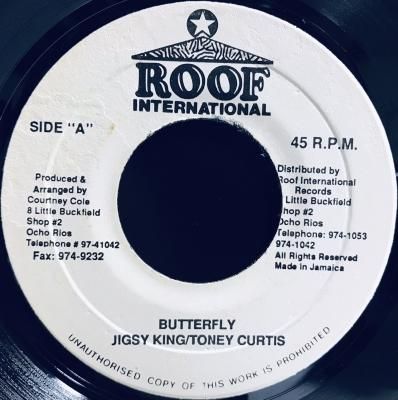 ROOF
INTERNATIONAL
SIDE "A"
45 R.P.M.
Produced &
Arranged by
Courtney Cole
8 Little Buckfield
Shop #2
Ocho Rios
Telephone # 97-41042
Fax: 974-9232
Distributed by
Roof International
Records
Little Buckfield
Shop #2
Ocho Rios
Telephone: 974-1053
974-1042
All Rights Reserved
Made in Jamaica
BUTTERFLY
JIGSY KING/TONEY CURTIS
UNAUTHORISED COPY OF THIS WORK IS PROHIBITED